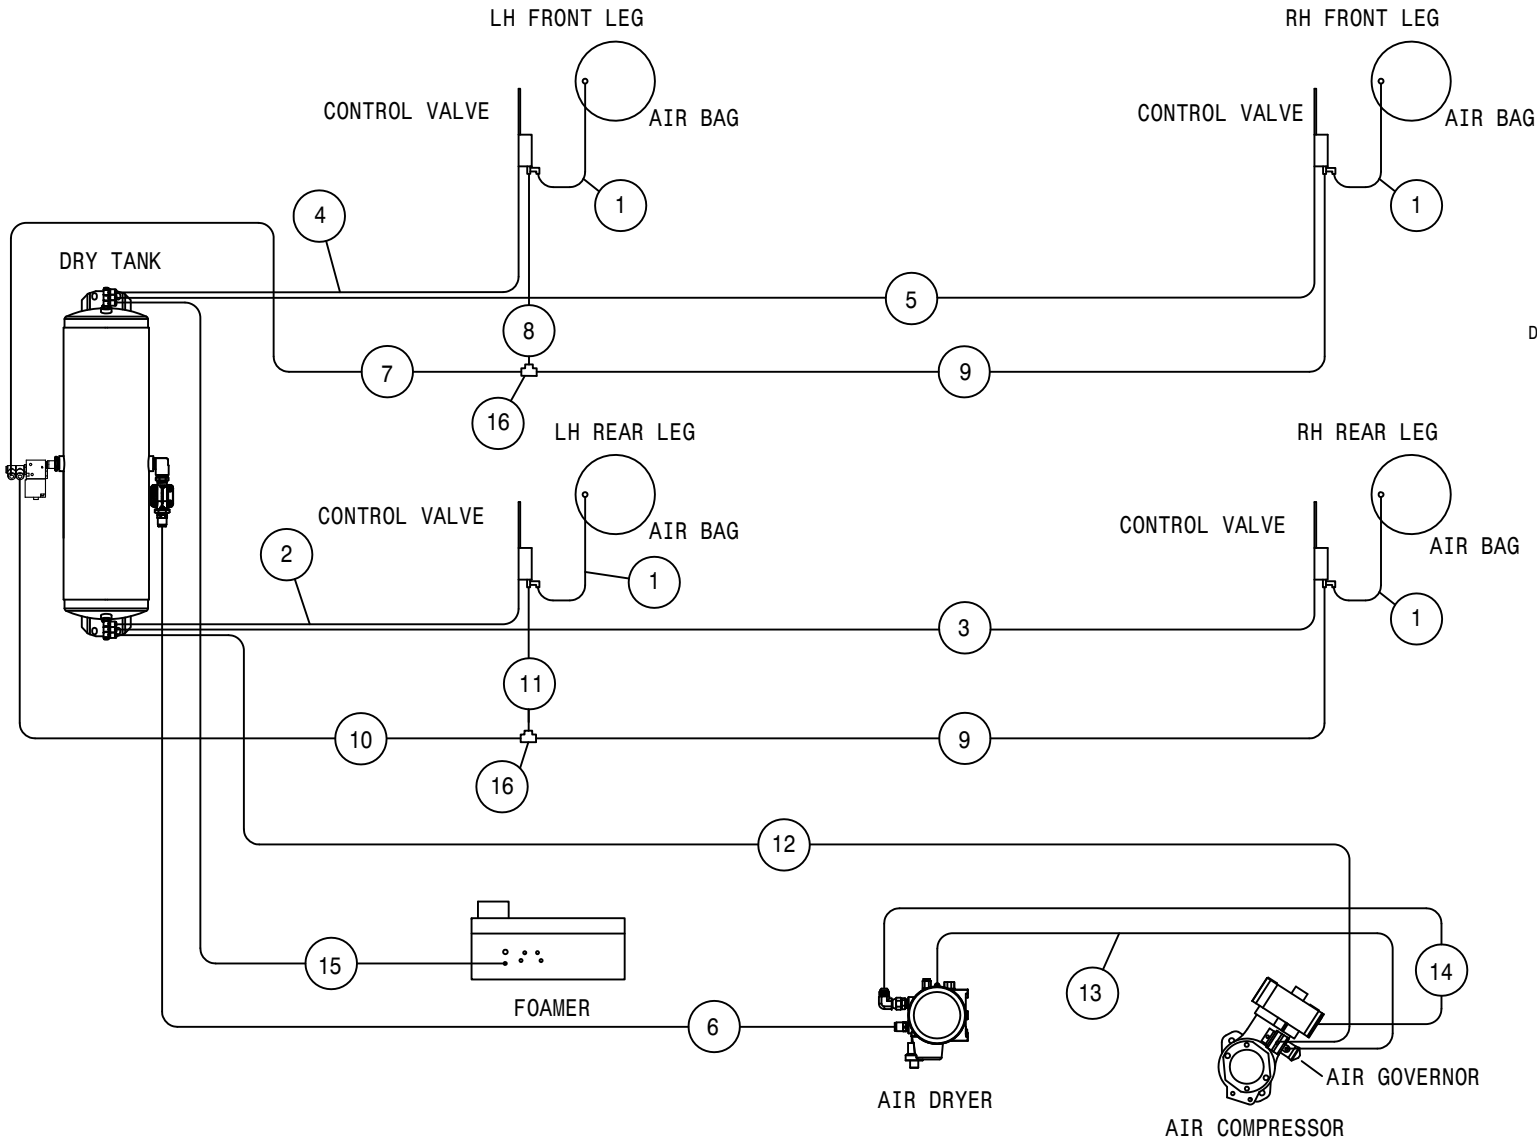 LH FRONT LEG
RH FRONT LEG
CONTROL VALVE
AIR BAG
CONTROL VALVE
AIR BAG
4
1
1
DRY TANK
5
8
D
7
9
16
LH REAR LEG
RH REAR LEG
CONTROL VALVE
AIR BAG
CONTROL VALVE
AIR BAG
2
1
1
3
11
10
9
16
12
15
14
13
FOAMER
6
AIR GOVERNOR
AIR DRYER
AIR COMPRESSOR